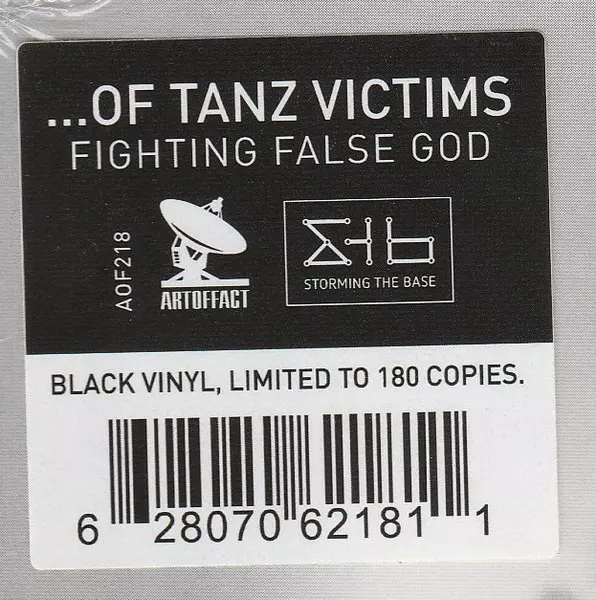 ...OF TANZ VICTIMS
FIGHTING FALSE GOD
AOF218
ARTOFFACT
STORMING THE BASE
BLACK VINYL, LIMITED TO 180 COPIES.
6 28070 62181 1